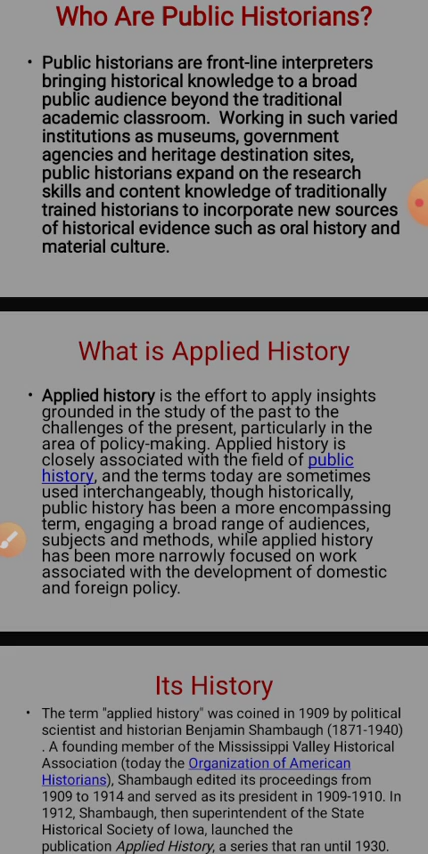 Who Are Public Historians?
• Public historians are front-line interpreters
bringing historical knowledge to a broad
public audience beyond the traditional
academic classroom. Working in such varied
institutions as museums, government
agencies and heritage destination sites,
public historians expand on the research
skills and content knowledge of traditionally
trained historians to incorporate new sources
of historical evidence such as oral history and
material culture.
What is Applied History
• Applied history is the effort to apply insights
grounded in the study of the past to the
challenges of the present, particularly in the
area of policy-making. Applied history is
closely associated with the field of public
history, and the terms today are sometimes
used interchangeably, though historically,
public history has been a more encompassing
term, engaging a broad range of audiences,
subjects and methods, while applied history
has been more narrowly focused on work
associated with the development of domestic
and foreign policy.
Its History
• The term "applied history" was coined in 1909 by political
scientist and historian Benjamin Shambaugh (1871-1940)
. A founding member of the Mississippi Valley Historical
Association (today the Organization of American
Historians), Shambaugh edited its proceedings from
1909 to 1914 and served as its president in 1909-1910. In
1912, Shambaugh, then superintendent of the State
Historical Society of Iowa, launched the
publication Applied History, a series that ran until 1930.